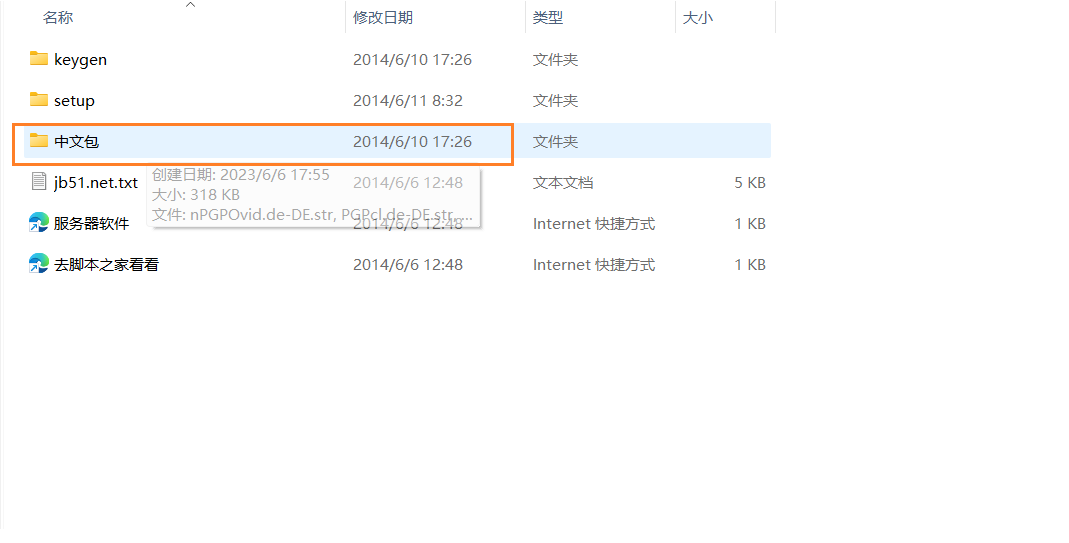 名称 修改日期 类型 大小
keygen 2014/6/10 17:26 文件夹
setup 2014/6/11 8:32 文件夹
中文包 2014/6/10 17:26 文件夹
jb51.net.txt 2014/6/6 12:48 文本文档 5 KB
创建日期: 2023/6/6 17:55
大小: 318 KB
文件: nPGPOvid.de-DE.str, PGPcl.de-DE.str, ...
服务器软件 2014/6/6 12:48 Internet 快捷方式 1 KB
去脚本之家看看 2014/6/6 12:48 Internet 快捷方式 1 KB